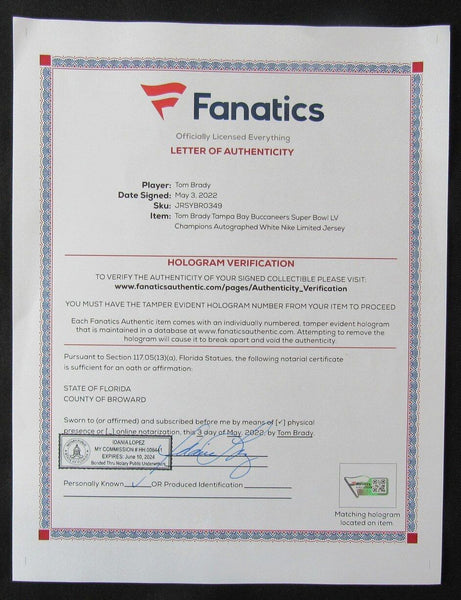 Fanatics
Officially Licensed Everything
LETTER OF AUTHENTICITY
Player: Tom Brady
Date Signed: May 3, 2022
Sku: JRSYBR0349
Item: Tom Brady Tampa Bay Buccaneers Super Bowl LV
Champions Autographed White Nike Limited Jersey
HOLOGRAM VERIFICATION
TO VERIFY THE AUTHENTICITY OF YOUR SIGNED COLLECTIBLE PLEASE VISIT:
www.fanaticsauthentic.com/pages/Authenticity_Verification
YOU MUST HAVE THE TAMPER EVIDENT HOLOGRAM NUMBER FROM YOUR ITEM TO PROCEED
Each Fanatics Authentic item comes with an individually numbered, tamper evident hologram
that is maintained in a database at www.fanaticsauthentic.com. Attempting to remove the
hologram will cause it to break apart and void the authenticity.
Pursuant to Section 117.05(13)(a), Florida Statues, the following notarial certificate
is sufficient for an oath or affirmation:
STATE OF FLORIDA
COUNTY OF BROWARD
Sworn to (or affirmed) and subscribed before me by means of [✓] physical
presence or [_] online notarization, this 3 day of May, 2022, by Tom Brady.
IDANIA LOPEZ
MY COMMISSION # HH
EXPIRES: June 10, 2024
Bonded Thru Notary Public Underwriters
Personally Known ✓ OR Produced Identification
Matching hologram
located on item.